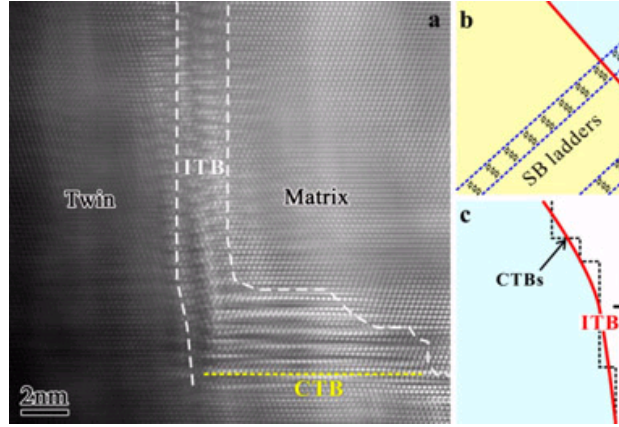 a
ITB
Twin
Matrix
CTB
2nm
b
SB ladders
c
CTBs
ITB